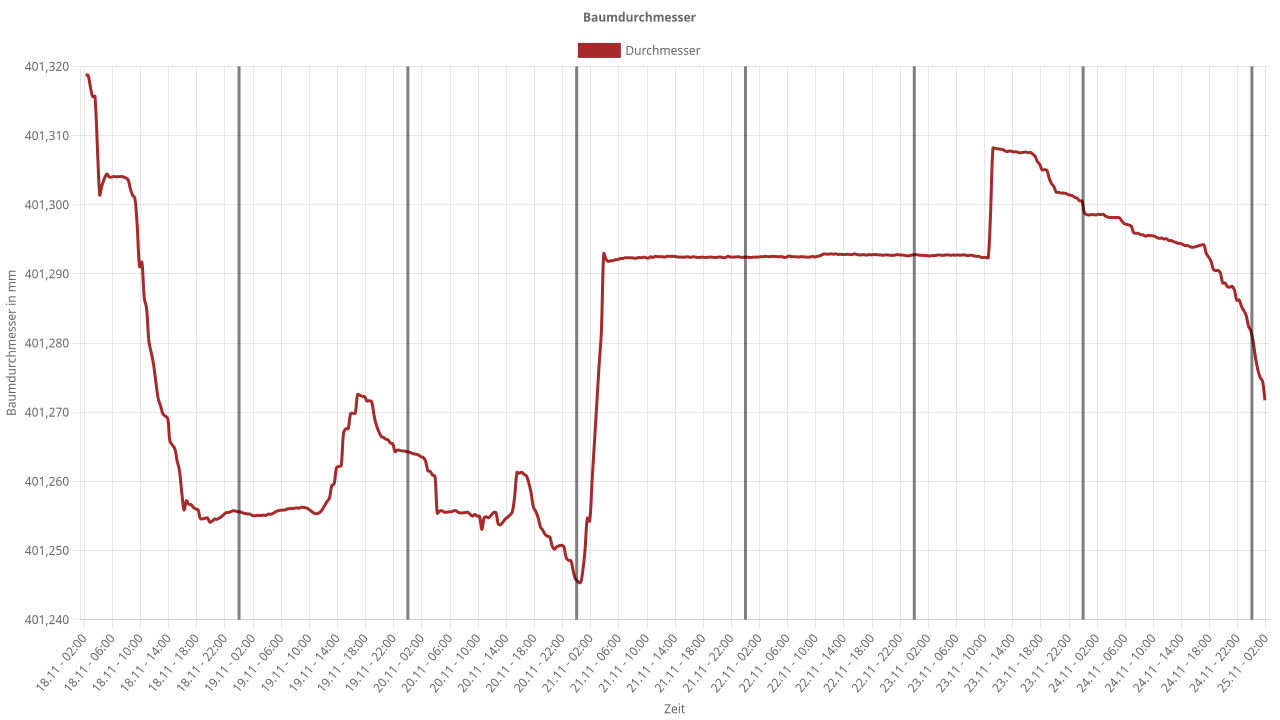 Baumdurchmesser
Durchmesser
Baumdurchmesser in mm
401,320
401,310
401,300
401,290
401,280
401,270
401,260
401,250
401,240
18.11 - 02:00
18.11 - 06:00
18.11 - 10:00
18.11 - 14:00
18.11 - 18:00
18.11 - 22:00
19.11 - 02:00
19.11 - 06:00
19.11 - 10:00
19.11 - 14:00
19.11 - 18:00
19.11 - 22:00
20.11 - 02:00
20.11 - 06:00
20.11 - 10:00
20.11 - 14:00
20.11 - 18:00
20.11 - 22:00
21.11 - 02:00
21.11 - 06:00
21.11 - 10:00
21.11 - 14:00
21.11 - 18:00
21.11 - 22:00
22.11 - 02:00
22.11 - 06:00
22.11 - 10:00
22.11 - 14:00
22.11 - 18:00
22.11 - 22:00
23.11 - 02:00
23.11 - 06:00
23.11 - 10:00
23.11 - 14:00
23.11 - 18:00
23.11 - 22:00
24.11 - 02:00
24.11 - 06:00
24.11 - 10:00
24.11 - 14:00
24.11 - 18:00
24.11 - 22:00
25.11 - 02:00
Zeit